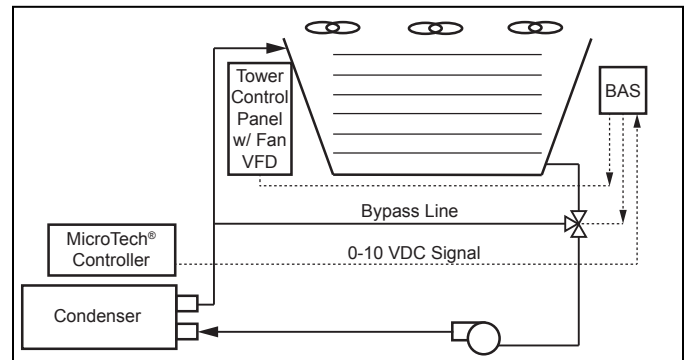 Tower
Control
Panel
w/ Fan
VFD
BAS
Bypass Line
MicroTech®
Controller
0-10 VDC Signal
Condenser